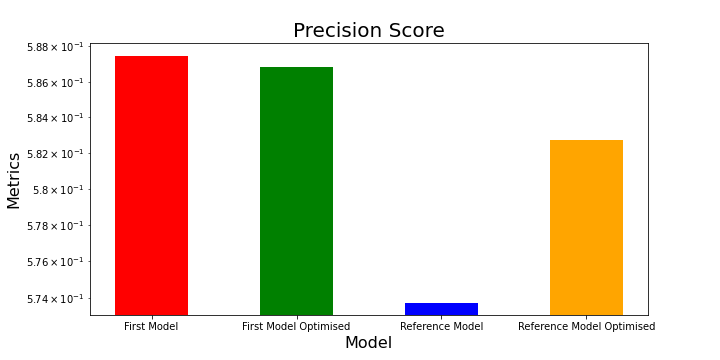 Precision Score
5.88 × 10⁻¹
5.86 × 10⁻¹
5.84 × 10⁻¹
5.82 × 10⁻¹
5.8 × 10⁻¹
5.78 × 10⁻¹
5.76 × 10⁻¹
5.74 × 10⁻¹
Metrics
First Model First Model Optimised Reference Model Reference Model Optimised
Model